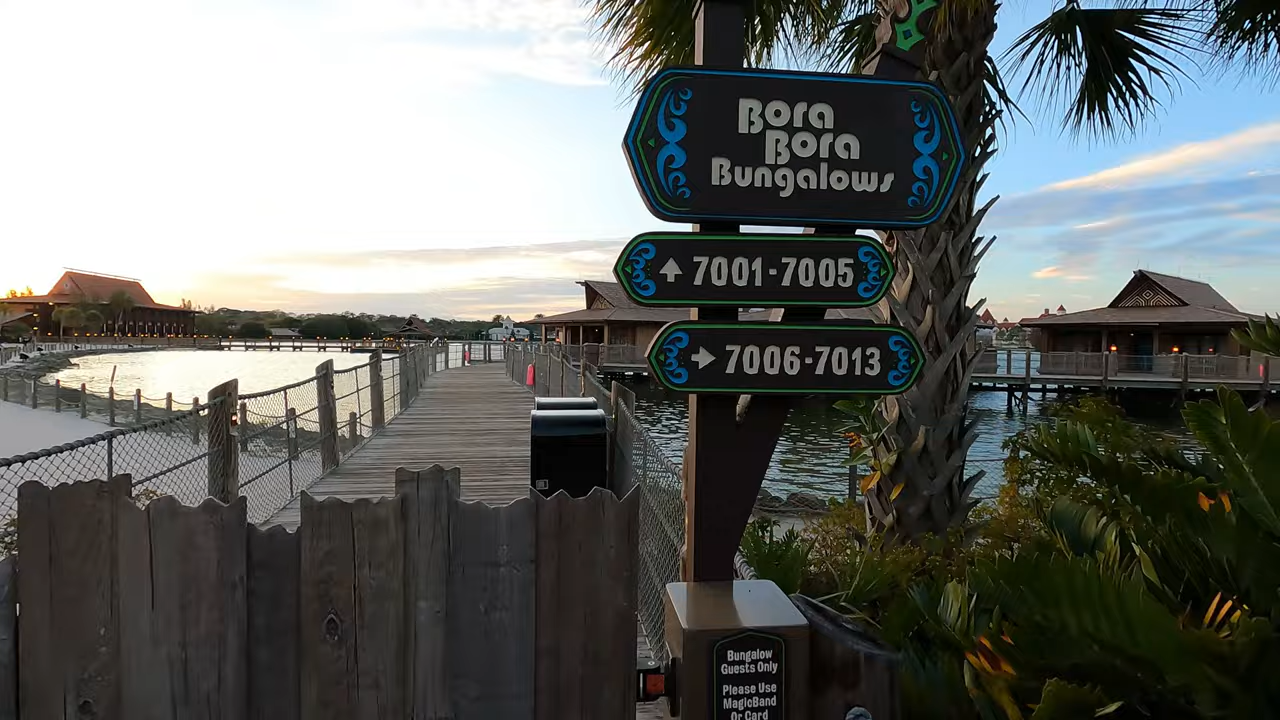 Bora
Bora
Bungalows
7001-7005
7006-7013
Bungalow
Guests Only
Please Use
MagicBand
Or Card